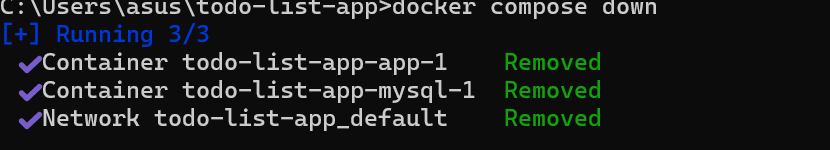 C:\Users\asus\todo-list-app>docker compose down
[+] Running 3/3
✔Container todo-list-app-app-1 Removed
✔Container todo-list-app-mysql-1 Removed
✔Network todo-list-app_default Removed